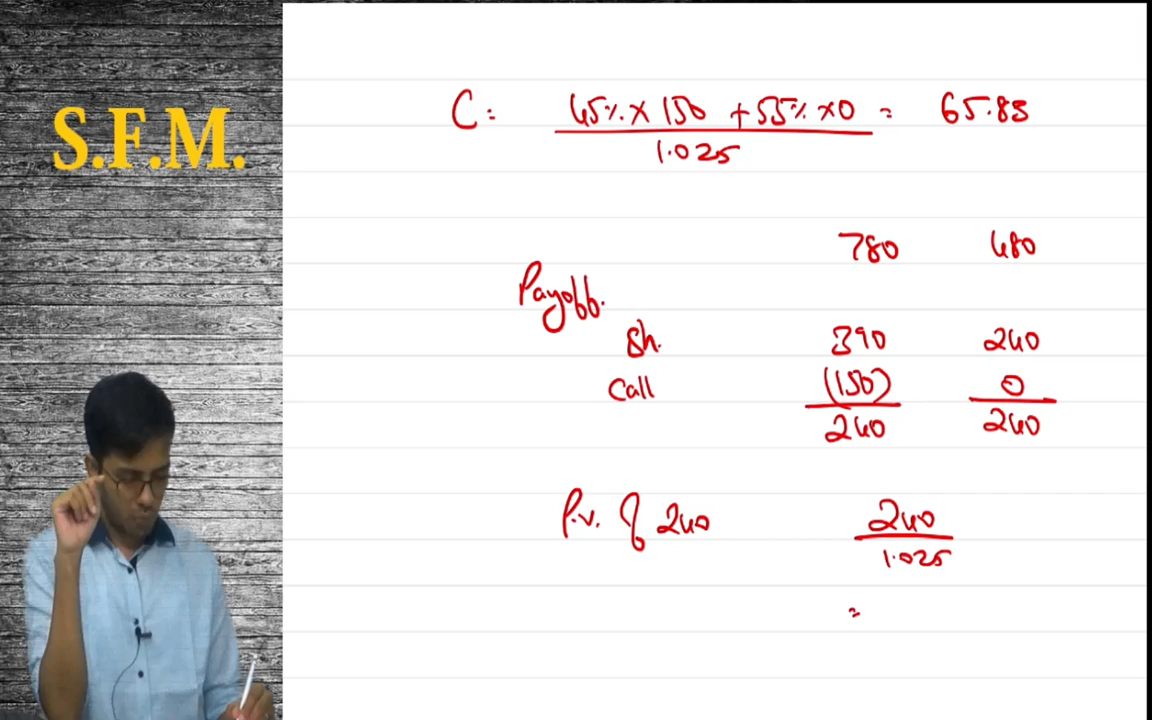 S.F.M.
C = 45% × 150 + 55% × 0 = 65.85
1.025
780 480
Payoff.
Sh. 390 240
Call (150) 0
240 240
P.v. of 240 240
1.025
=